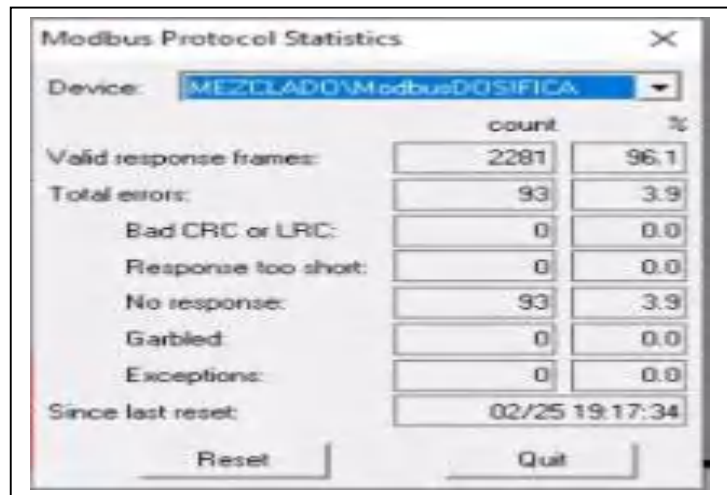 Modbus Protocol Statistics
Device: MEZCLADO\ModbusDOSIFICA
count %
Valid response frames: 2281 96.1
Total errors: 93 3.9
Bad CRC or LRC: 0 0.0
Response too short: 0 0.0
No response: 93 3.9
Garbled: 0 0.0
Exceptions: 0 0.0
Since last reset: 02/25 19:17:34
Reset Quit